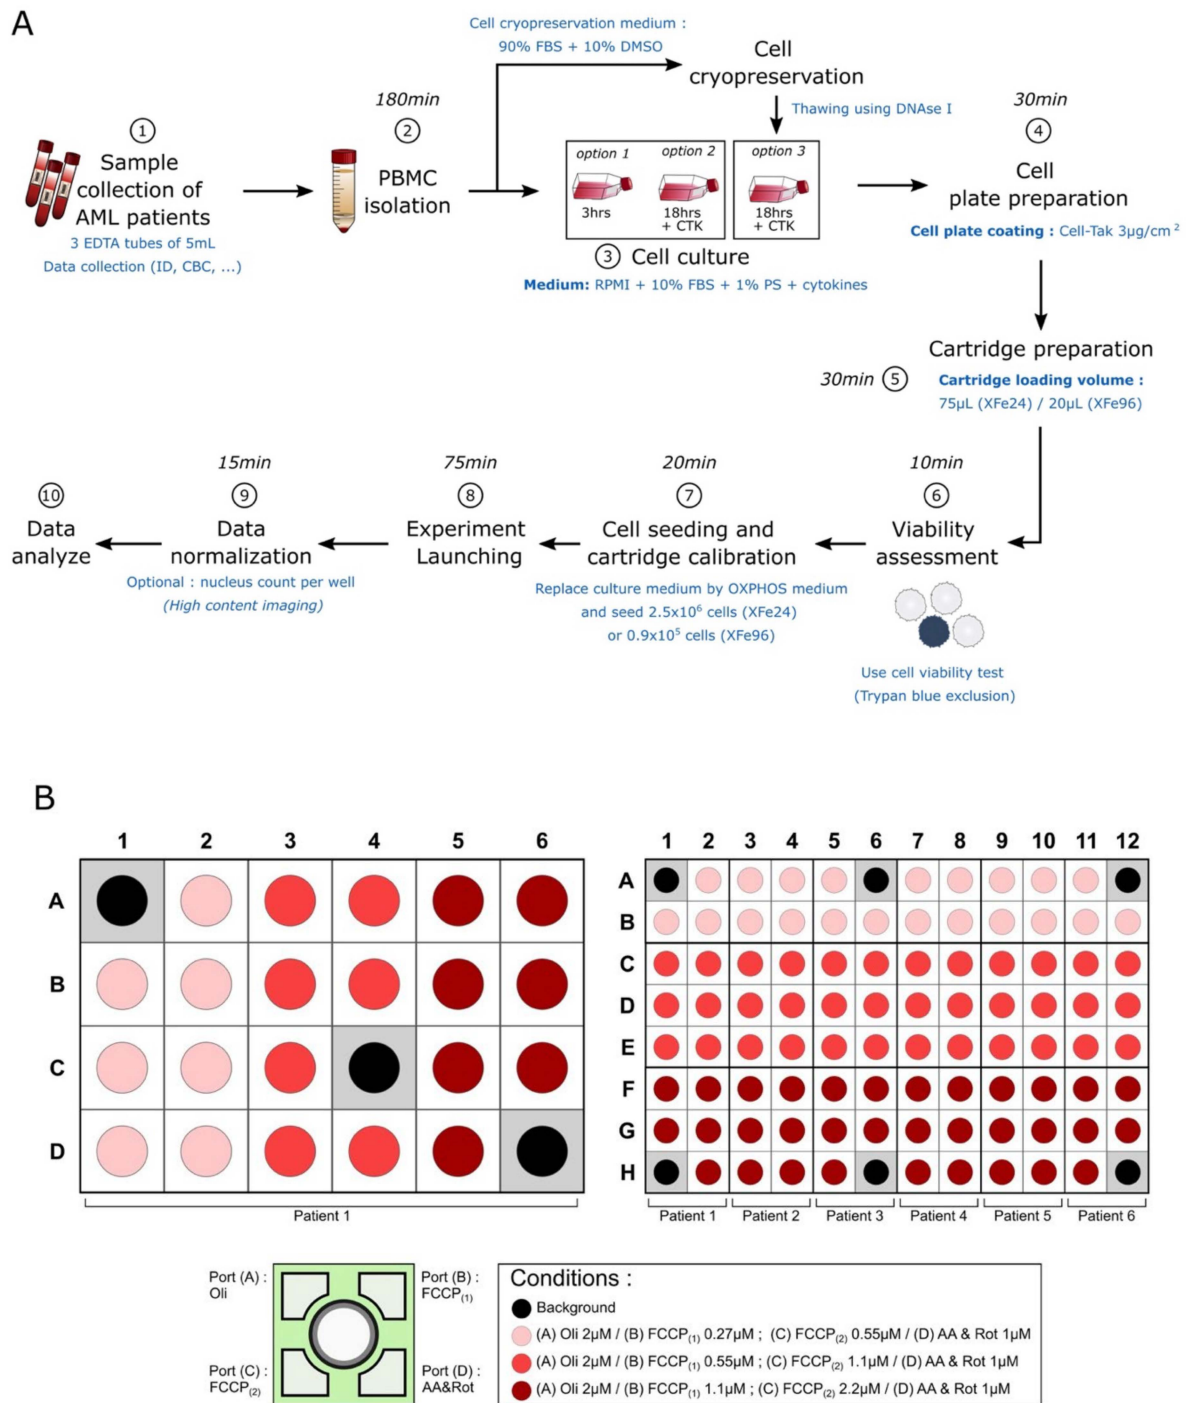 A
Cell cryopreservation medium :
90% FBS + 10% DMSO
Cell
cryopreservation
Thawing using DNAse I
1
Sample
collection of
AML patients
3 EDTA tubes of 5mL
Data collection (ID, CBC, ...)
180min
2
PBMC
isolation
option 1
3hrs
option 2
18hrs
+ CTK
option 3
18hrs
+ CTK
3 Cell culture
Medium: RPMI + 10% FBS + 1% PS + cytokines
30min
4
Cell
plate preparation
Cell plate coating : Cell-Tak 3µg/cm²
Cartridge preparation
30min 5
Cartridge loading volume :
75µL (XFe24) / 20µL (XFe96)
10min
6
Viability
assessment
Use cell viability test
(Trypan blue exclusion)
20min
7
Cell seeding and
cartridge calibration
Replace culture medium by OXPHOS medium
and seed 2.5x10⁶ cells (XFe24)
or 0.9x10⁵ cells (XFe96)
75min
8
Experiment
Launching
15min
9
Data
normalization
Optional : nucleus count per well
(High content imaging)
10
Data
analyze
B
1 2 3 4 5 6
A
B
C
D
Patient 1
1 2 3 4 5 6 7 8 9 10 11 12
A
B
C
D
E
F
G
H
Patient 1 Patient 2 Patient 3 Patient 4 Patient 5 Patient 6
Port (A) :
Oli
Port (B) :
FCCP(1)
Port (C) :
FCCP(2)
Port (D) :
AA&Rot
Conditions :
Background
(A) Oli 2µM / (B) FCCP(1) 0.27µM ; (C) FCCP(2) 0.55µM / (D) AA & Rot 1µM
(A) Oli 2µM / (B) FCCP(1) 0.55µM ; (C) FCCP(2) 1.1µM / (D) AA & Rot 1µM
(A) Oli 2µM / (B) FCCP(1) 1.1µM ; (C) FCCP(2) 2.2µM / (D) AA & Rot 1µM